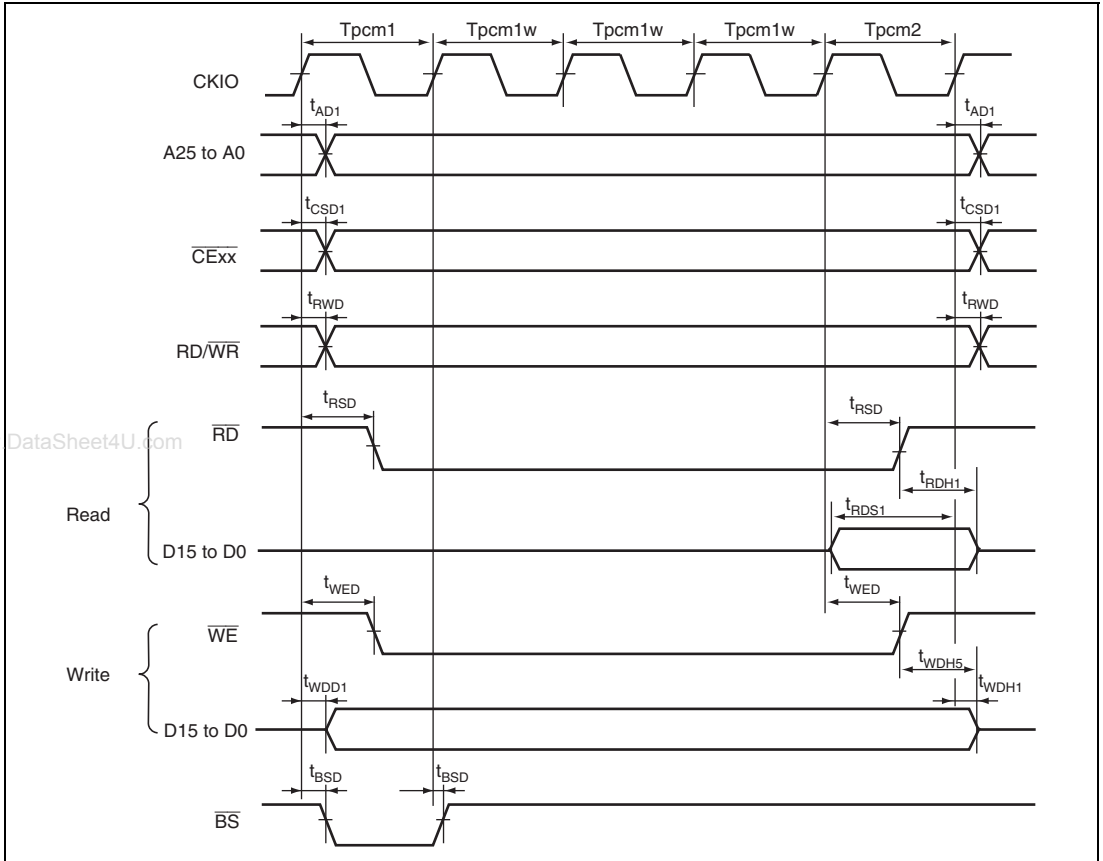 Tpcm1 Tpcm1w Tpcm1w Tpcm1w Tpcm2
CKIO
tAD1 tAD1
A25 to A0
tCSD1 tCSD1
CExx
tRWD tRWD
RD/WR
tRSD tRSD
RD
DataSheet4U.com
tRDH1
Read
tRDS1
D15 to D0
tWED tWED
WE
tWDH5
Write
tWDD1 tWDH1
D15 to D0
tBSD tBSD
BS